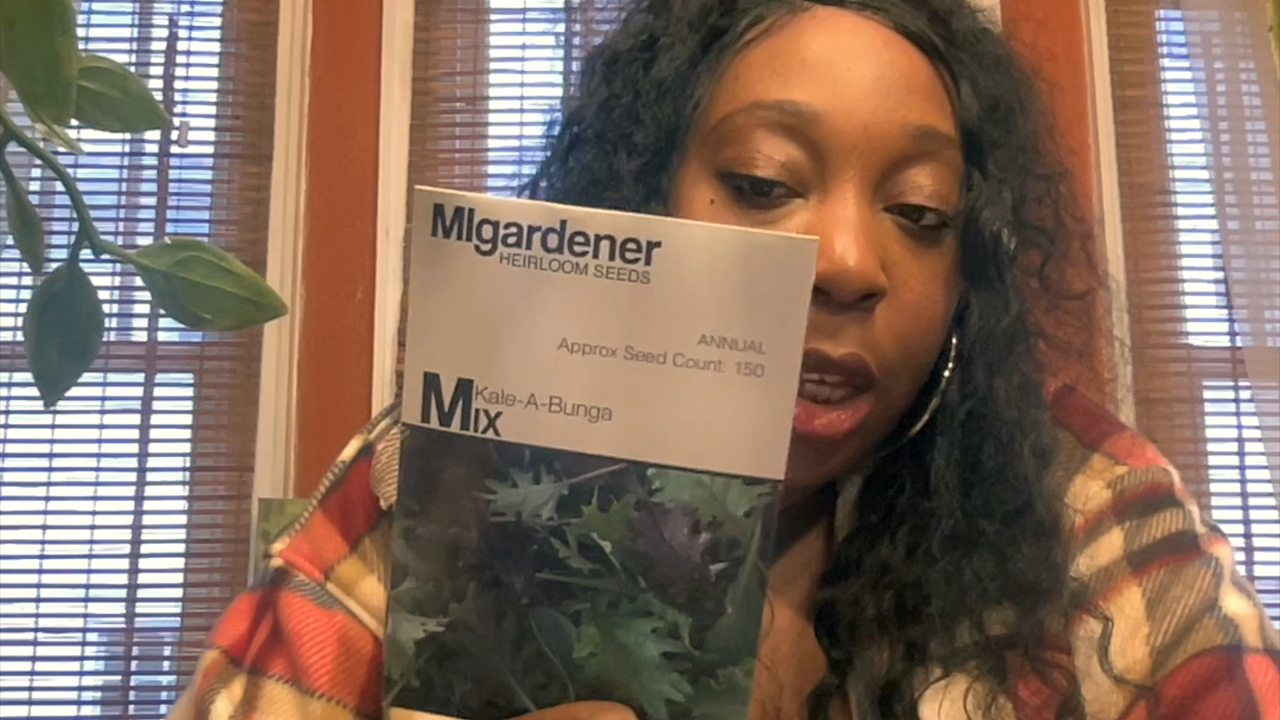 MIgardener
HEIRLOOM SEEDS
ANNUAL
Approx Seed Count: 150
Kale-A-Bunga
MIX